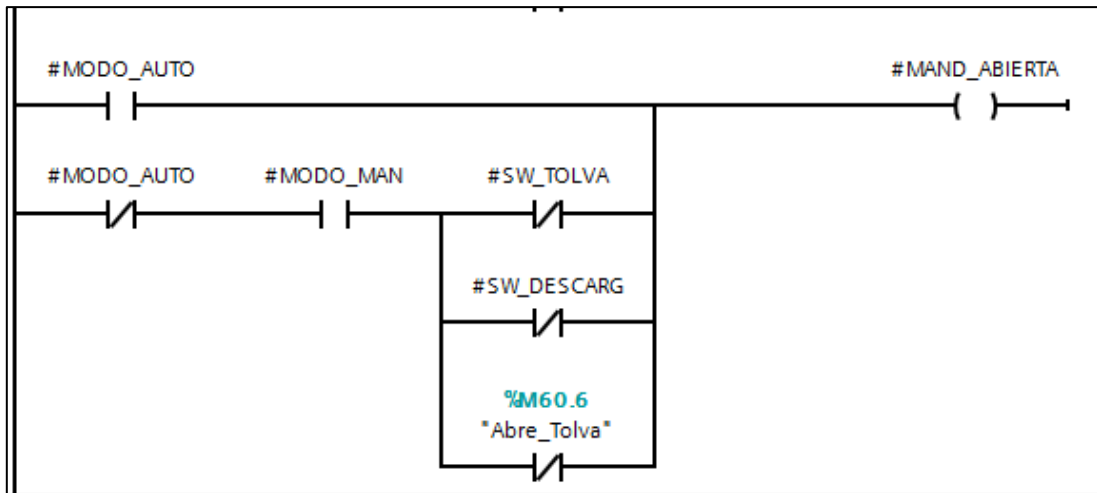 #MODO_AUTO #MAND_ABIERTA
#MODO_AUTO #MODO_MAN #SW_TOLVA
#SW_DESCARG
%M60.6
"Abre_Tolva"